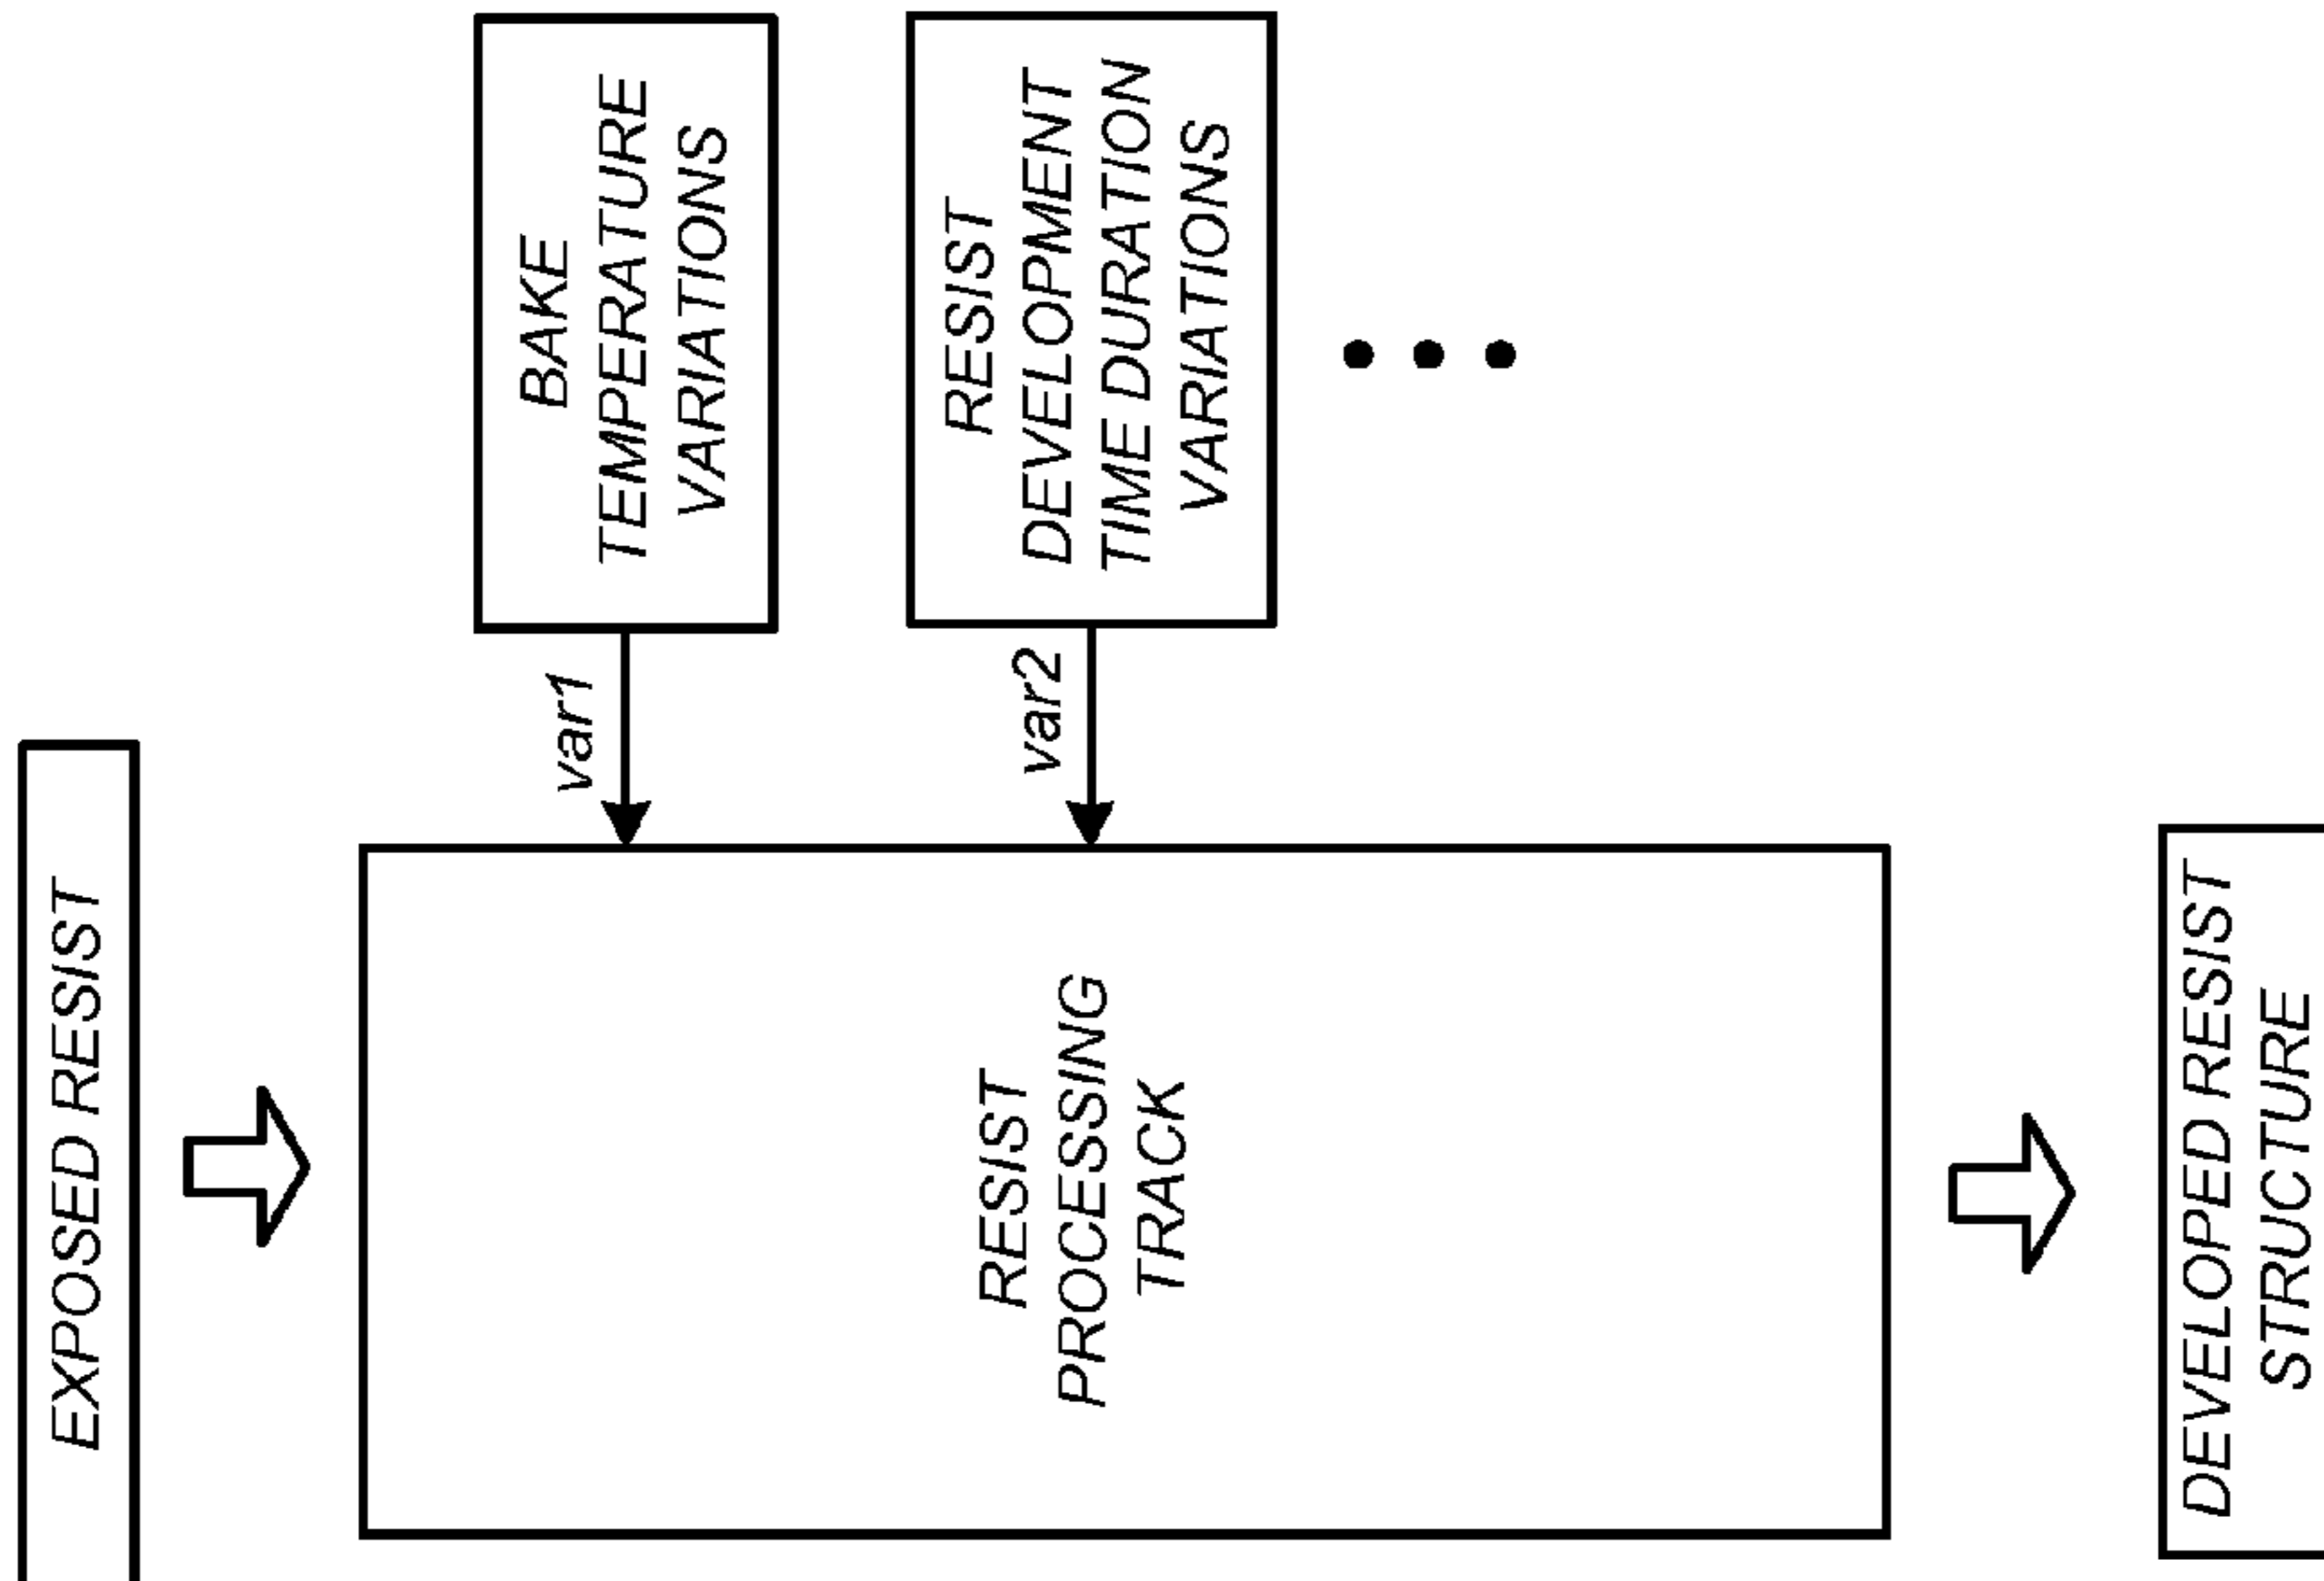 EXPOSED RESIST
BAKE
TEMPERATURE
VARIATIONS
var1
RESIST
DEVELOPMENT
TIME DURATION
VARIATIONS
var2
RESIST
PROCESSING
TRACK
DEVELOPED RESIST
STRUCTURE